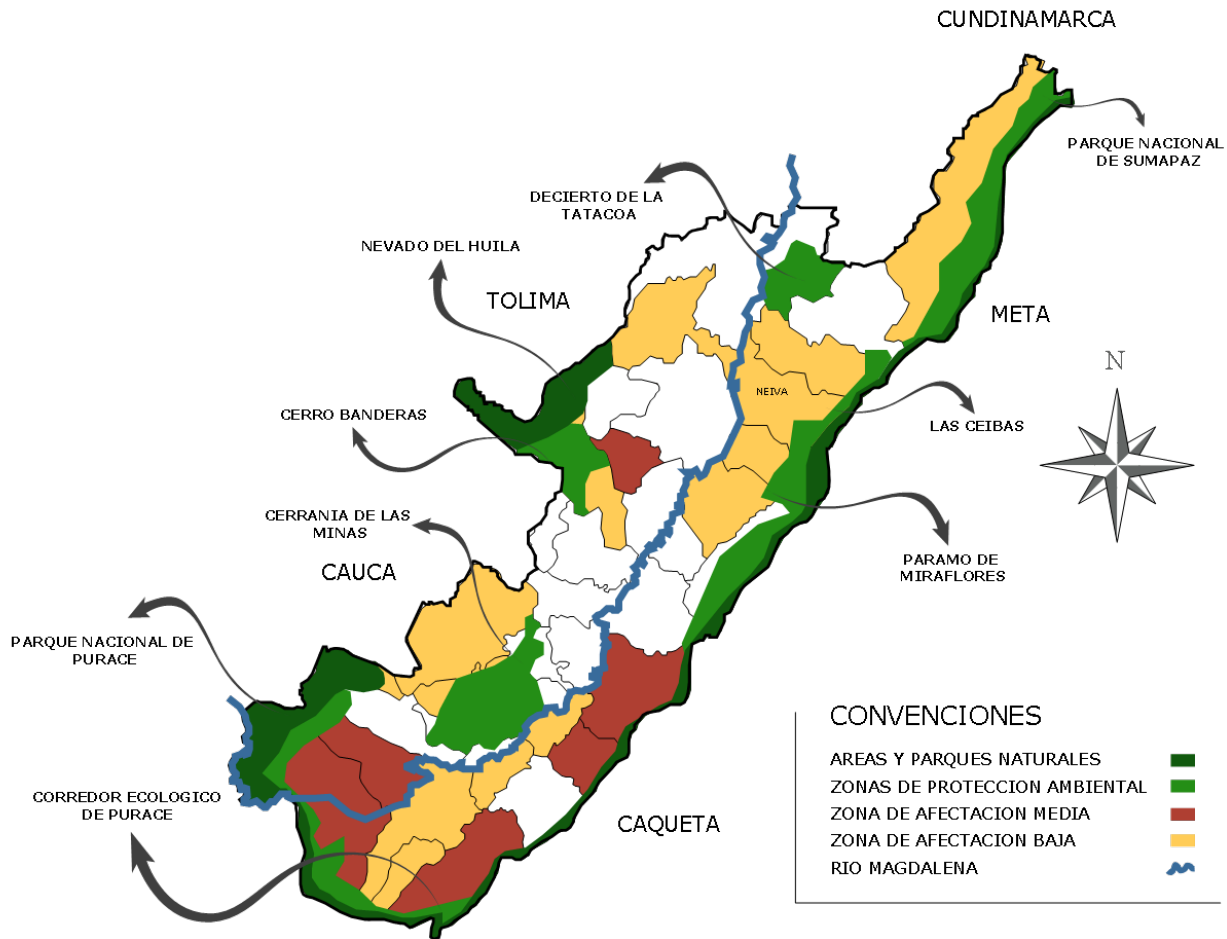 CUNDINAMARCA
PARQUE NACIONAL
DE SUMAPAZ
DECIERTO DE LA
TATACOA
NEVADO DEL HUILA
TOLIMA
META
N
NEIVA
CERRO BANDERAS
LAS CEIBAS
CERRANIA DE LAS
MINAS
PARAMO DE
MIRAFLORES
CAUCA
PARQUE NACIONAL DE
PURACE
CORREDOR ECOLOGICO
DE PURACE
CAQUETA
CONVENCIONES
AREAS Y PARQUES NATURALES
ZONAS DE PROTECCION AMBIENTAL
ZONA DE AFECTACION MEDIA
ZONA DE AFECTACION BAJA
RIO MAGDALENA